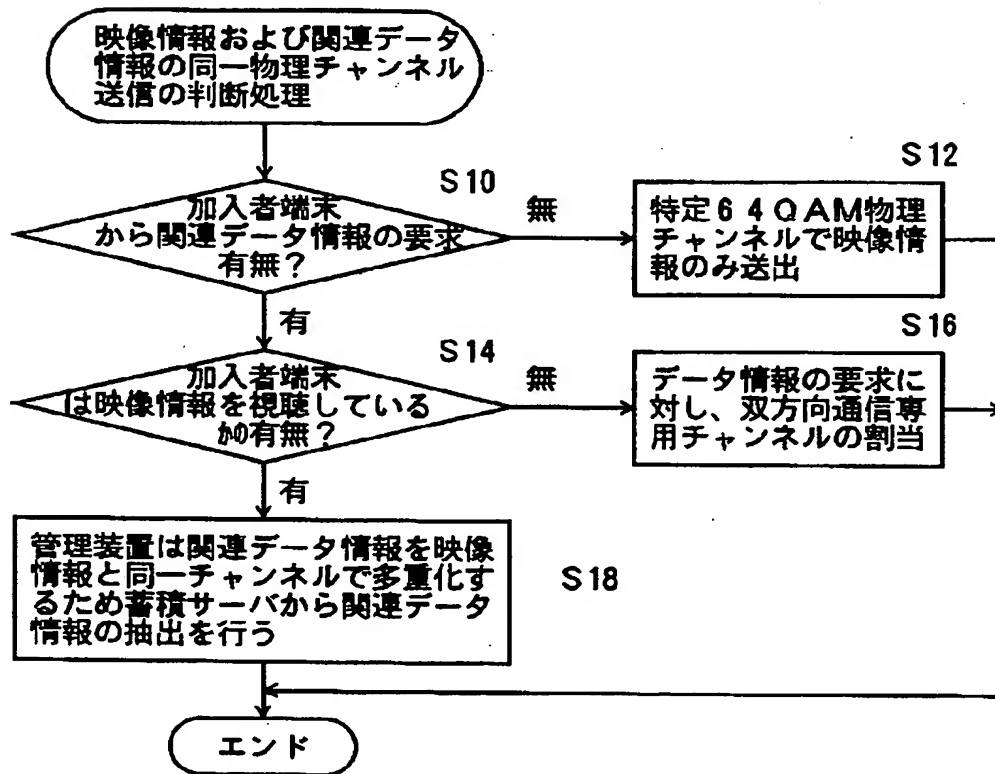 映像情報および関連データ
情報の同一物理チャンネル
送信の判断処理
S10
加入者端末
から関連データ情報の要求
有無？
無
S12
特定６４ＱＡＭ物理
チャンネルで映像情
報のみ送出
有
S14
加入者端末
は映像情報を視聴している
かの有無？
無
S16
データ情報の要求に
対し、双方向通信専
用チャンネルの割当
有
管理装置は関連データ情報を映像
情報と同一チャンネルで多重化す
るため蓄積サーバから関連データ
情報の抽出を行う
S18
エンド